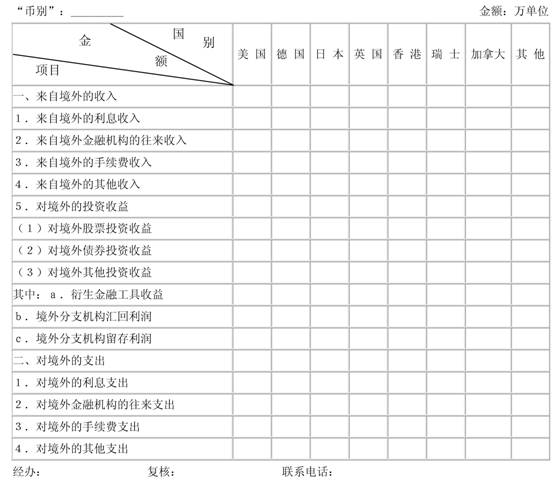 “币别”：________ 金额：万单位
金 额 国 别 项目 美国 德国 日本 英国 香港 瑞士 加拿大 其他
一、来自境外的收入
1．来自境外的利息收入
2．来自境外金融机构的往来收入
3．来自境外的手续费收入
4．来自境外的其他收入
5．对境外的投资收益
（1）对境外股票投资收益
（2）对境外债券投资收益
（3）对境外其他投资收益
其中：a．衍生金融工具收益
b．境外分支机构汇回利润
c．境外分支机构留存利润
二、对境外的支出
1．对境外的利息支出
2．对境外金融机构的往来支出
3．对境外的手续费支出
4．对境外的其他支出
经办： 复核： 联系电话：